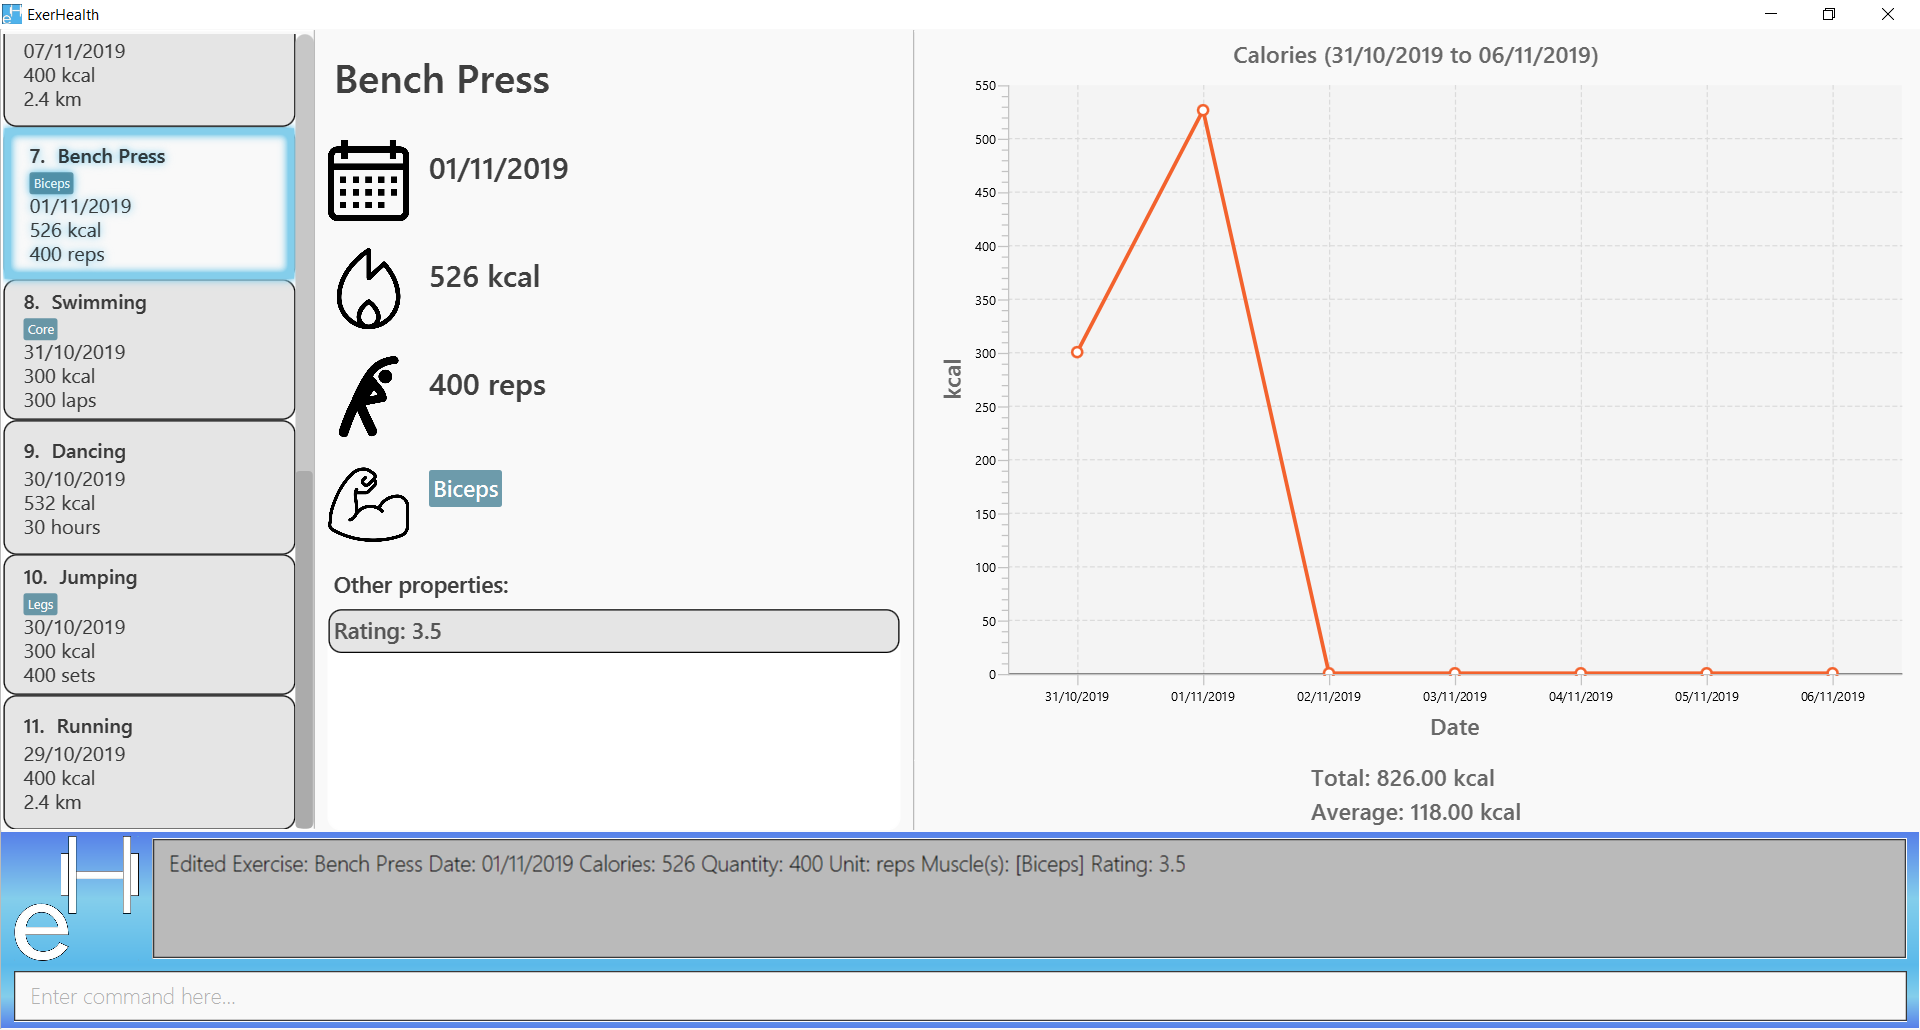 ExerHealth
07/11/2019
400 kcal
2.4 km
7. Bench Press
Biceps
01/11/2019
526 kcal
400 reps
8. Swimming
Core
31/10/2019
300 kcal
300 laps
9. Dancing
30/10/2019
532 kcal
30 hours
10. Jumping
Legs
30/10/2019
300 kcal
400 sets
11. Running
29/10/2019
400 kcal
2.4 km
Bench Press
01/11/2019
526 kcal
400 reps
Biceps
Other properties:
Rating: 3.5
Calories (31/10/2019 to 06/11/2019)
550
500
450
400
350
300
250
200
150
100
50
0
kcal
31/10/2019 01/11/2019 02/11/2019 03/11/2019 04/11/2019 05/11/2019 06/11/2019
Date
Total: 826.00 kcal
Average: 118.00 kcal
eH
Edited Exercise: Bench Press Date: 01/11/2019 Calories: 526 Quantity: 400 Unit: reps Muscle(s): [Biceps] Rating: 3.5
Enter command here...